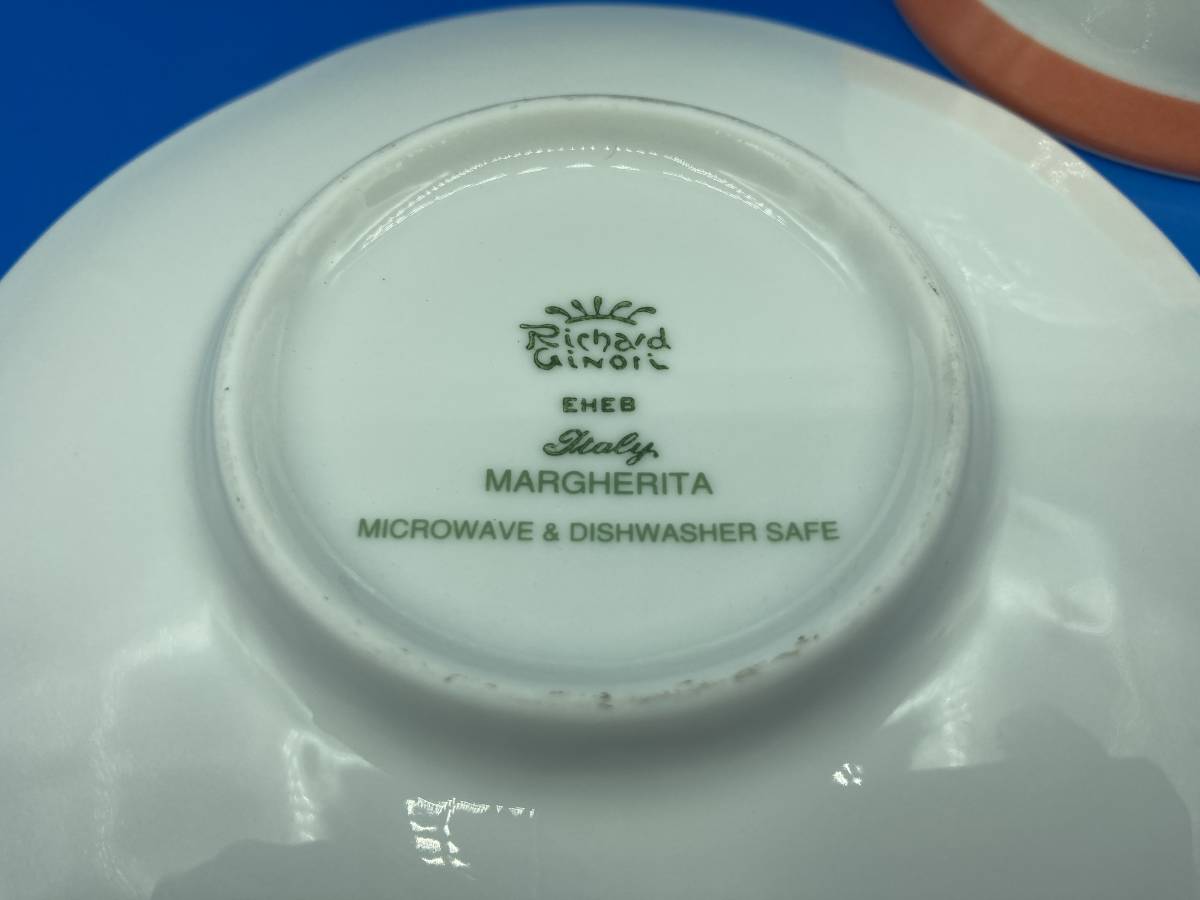 Richard
GINORI
EHEB
Italy
MARGHERITA
MICROWAVE & DISHWASHER SAFE